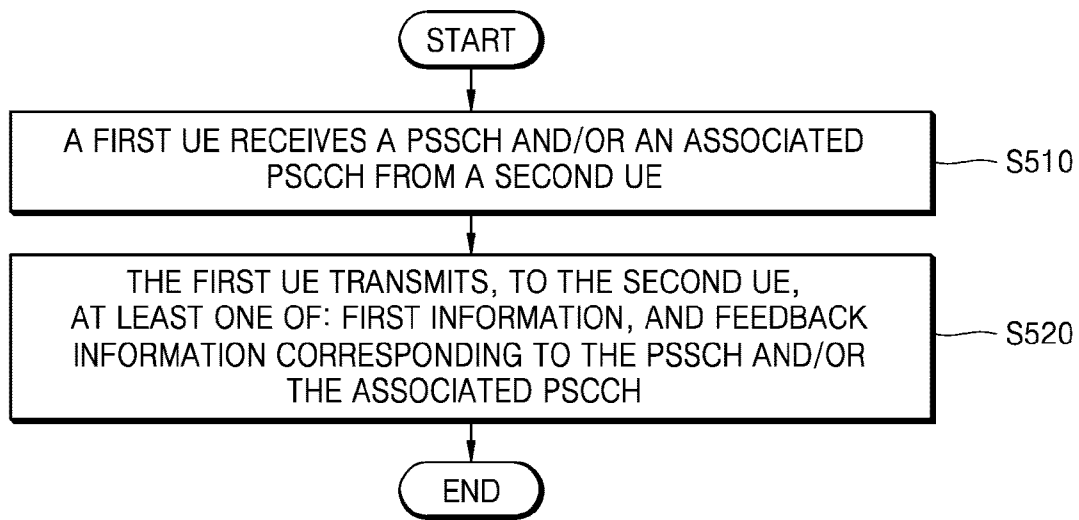 START
A FIRST UE RECEIVES A PSSCH AND/OR AN ASSOCIATED
PSCCH FROM A SECOND UE
S510
THE FIRST UE TRANSMITS, TO THE SECOND UE,
AT LEAST ONE OF: FIRST INFORMATION, AND FEEDBACK
INFORMATION CORRESPONDING TO THE PSSCH AND/OR
THE ASSOCIATED PSCCH
S520
END